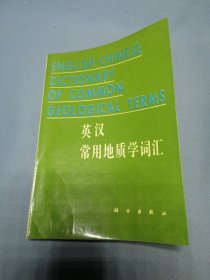 ENGLISH-CHINESE
DICTIONARY
OF COMMON
GEOLOGICAL TERMS
英汉
常用地质学词汇
科学出版社